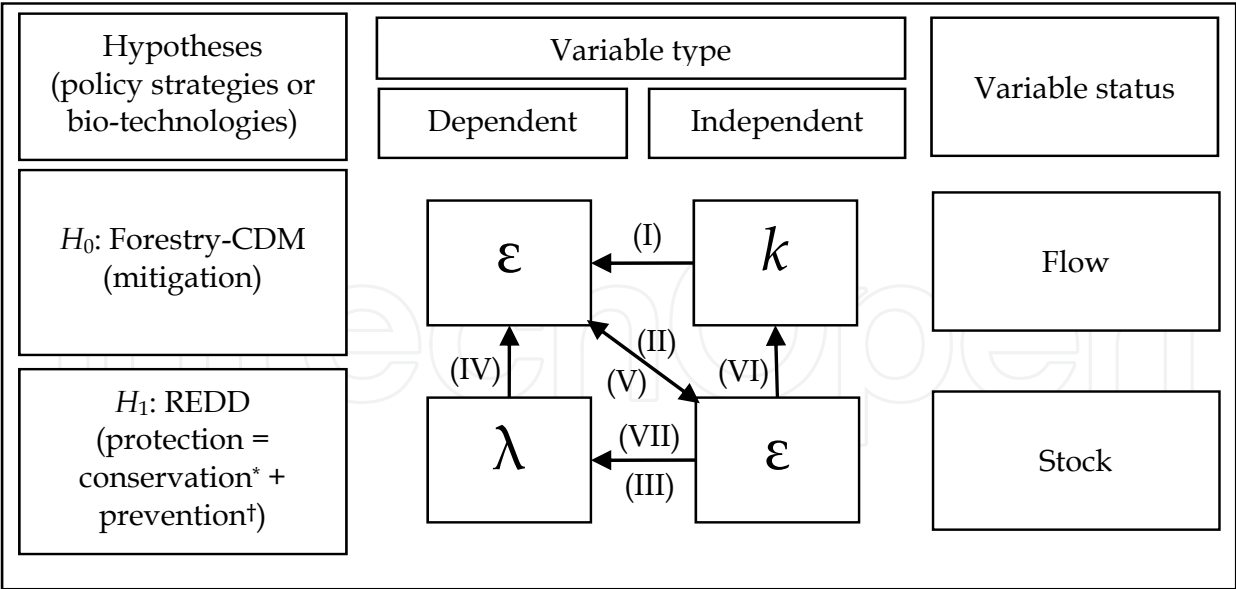 Hypotheses
(policy strategies or
bio-technologies)
Variable type
Dependent
Independent
Variable status
H₀: Forestry-CDM
(mitigation)
ε
(I)
k
Flow
(IV)
(II)
(V)
(VI)
H₁: REDD
(protection =
conservation* +
prevention†)
λ
(VII)
(III)
ε
Stock
InTechOpen